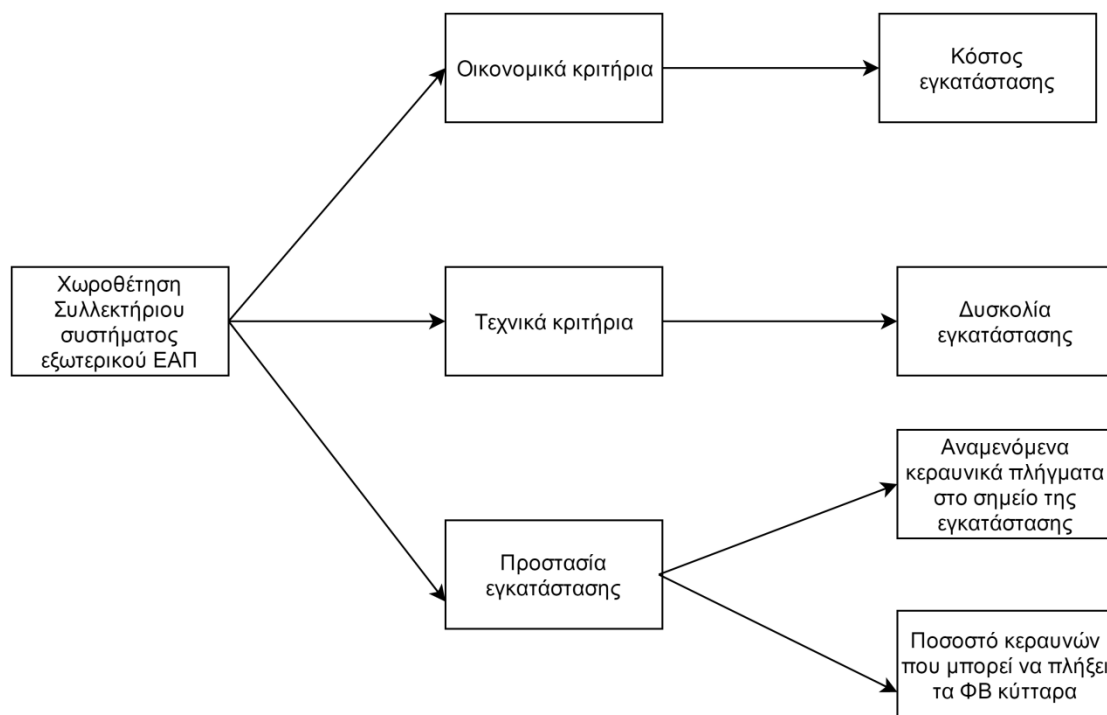 Οικονομικά κριτήρια
Κόστος
εγκατάστασης
Χωροθέτηση
Συλλεκτήριου
συστήματος
εξωτερικού ΕΑΠ
Τεχνικά κριτήρια
Δυσκολία
εγκατάστασης
Προστασία
εγκατάστασης
Αναμενόμενα
κεραυνικά πλήγματα
στο σημείο της
εγκατάστασης
Ποσοστό κεραυνών
που μπορεί να πλήξει
τα ΦΒ κύτταρα